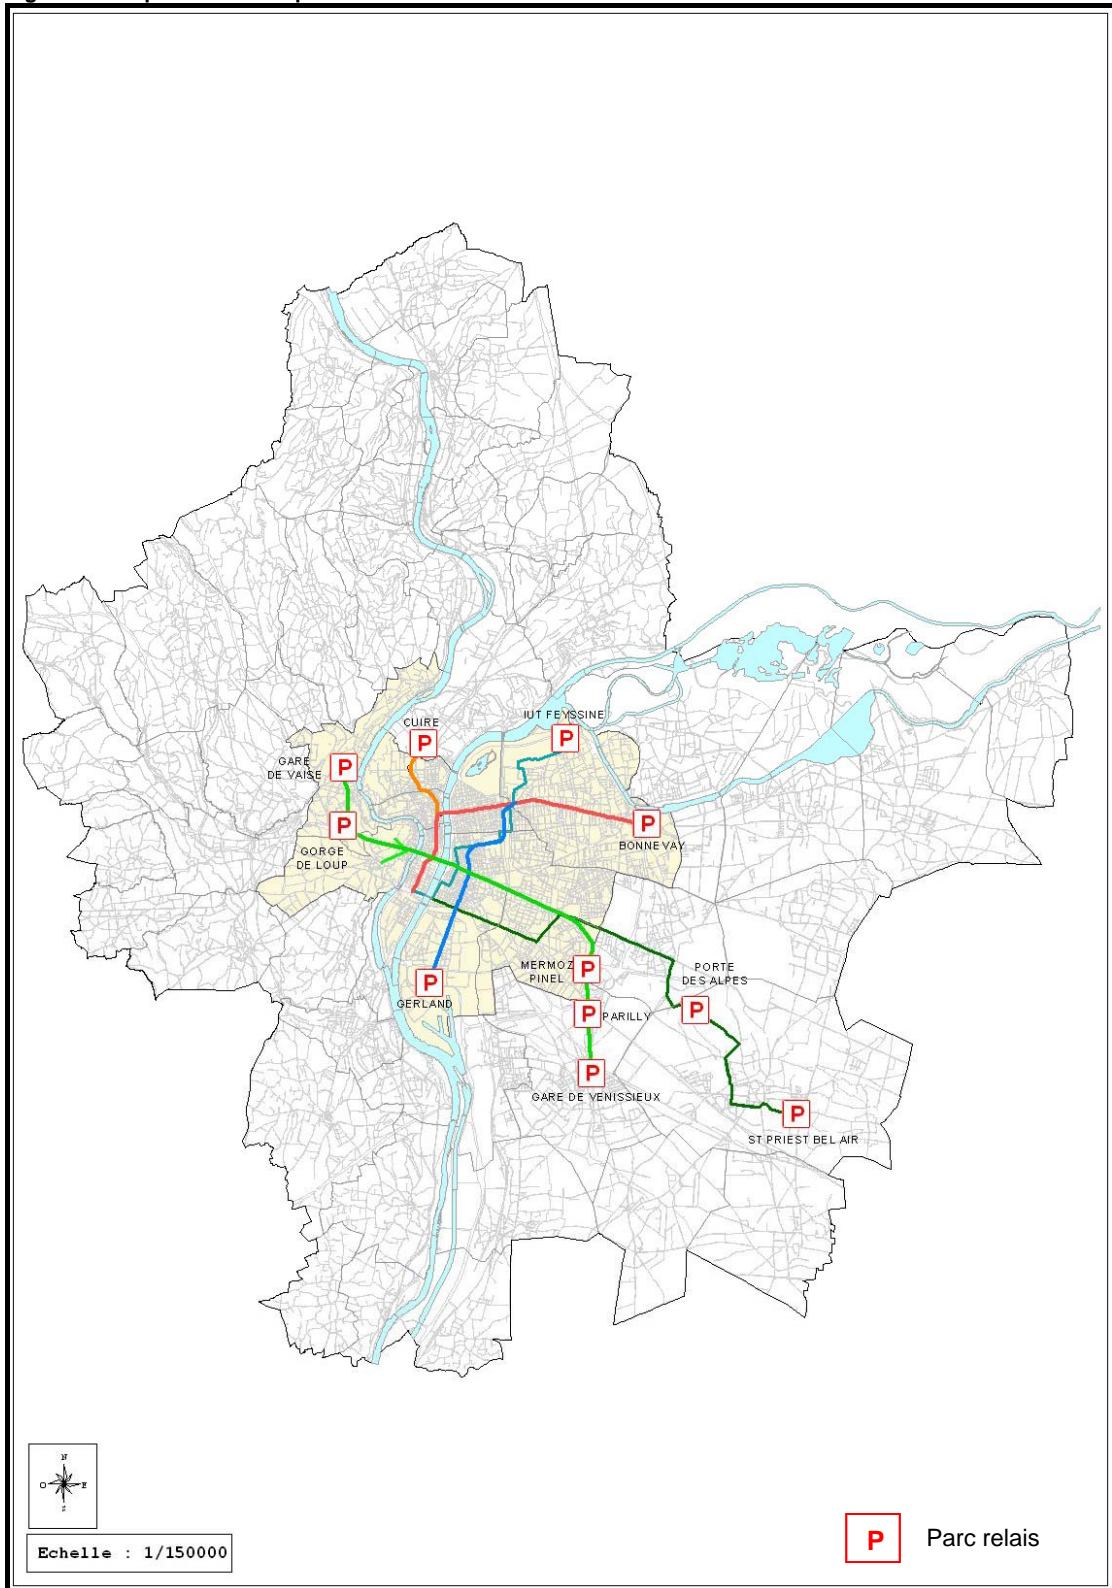 IUT FEYSSINE
P
CUIRE
P
GARE
DE VAISE
P
P
GORGE
DE LOUP
P
BONNEVAY
MERMOZ
PINEL
P
PORTE
DES ALPES
P
P
GERLAND
P
PARILLY
P
GARE DE VENISSIEUX
P
ST PRIEST BEL AIR
N
O
E
S
Echelle : 1/150000
P
Parc relais